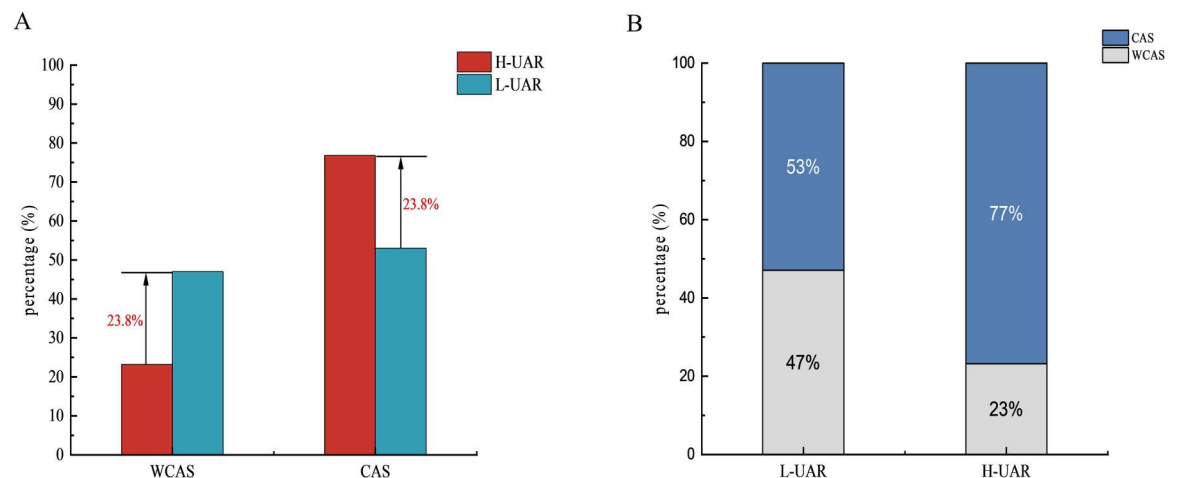 A
H-UAR
L-UAR
100
90
80
70
60
50
40
30
20
10
0
percentage (%)
23.8%
23.8%
WCAS
CAS
B
CAS
WCAS
100
80
60
40
20
0
percentage (%)
53%
77%
47%
23%
L-UAR
H-UAR